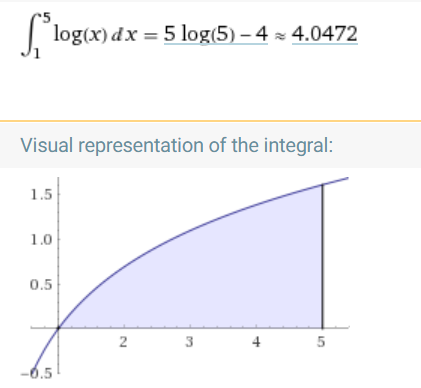 ∫₁⁵ log(x) dx = 5 log(5) – 4 ≈ 4.0472
Visual representation of the integral:
1.5
1.0
0.5
2 3 4 5
-0.5